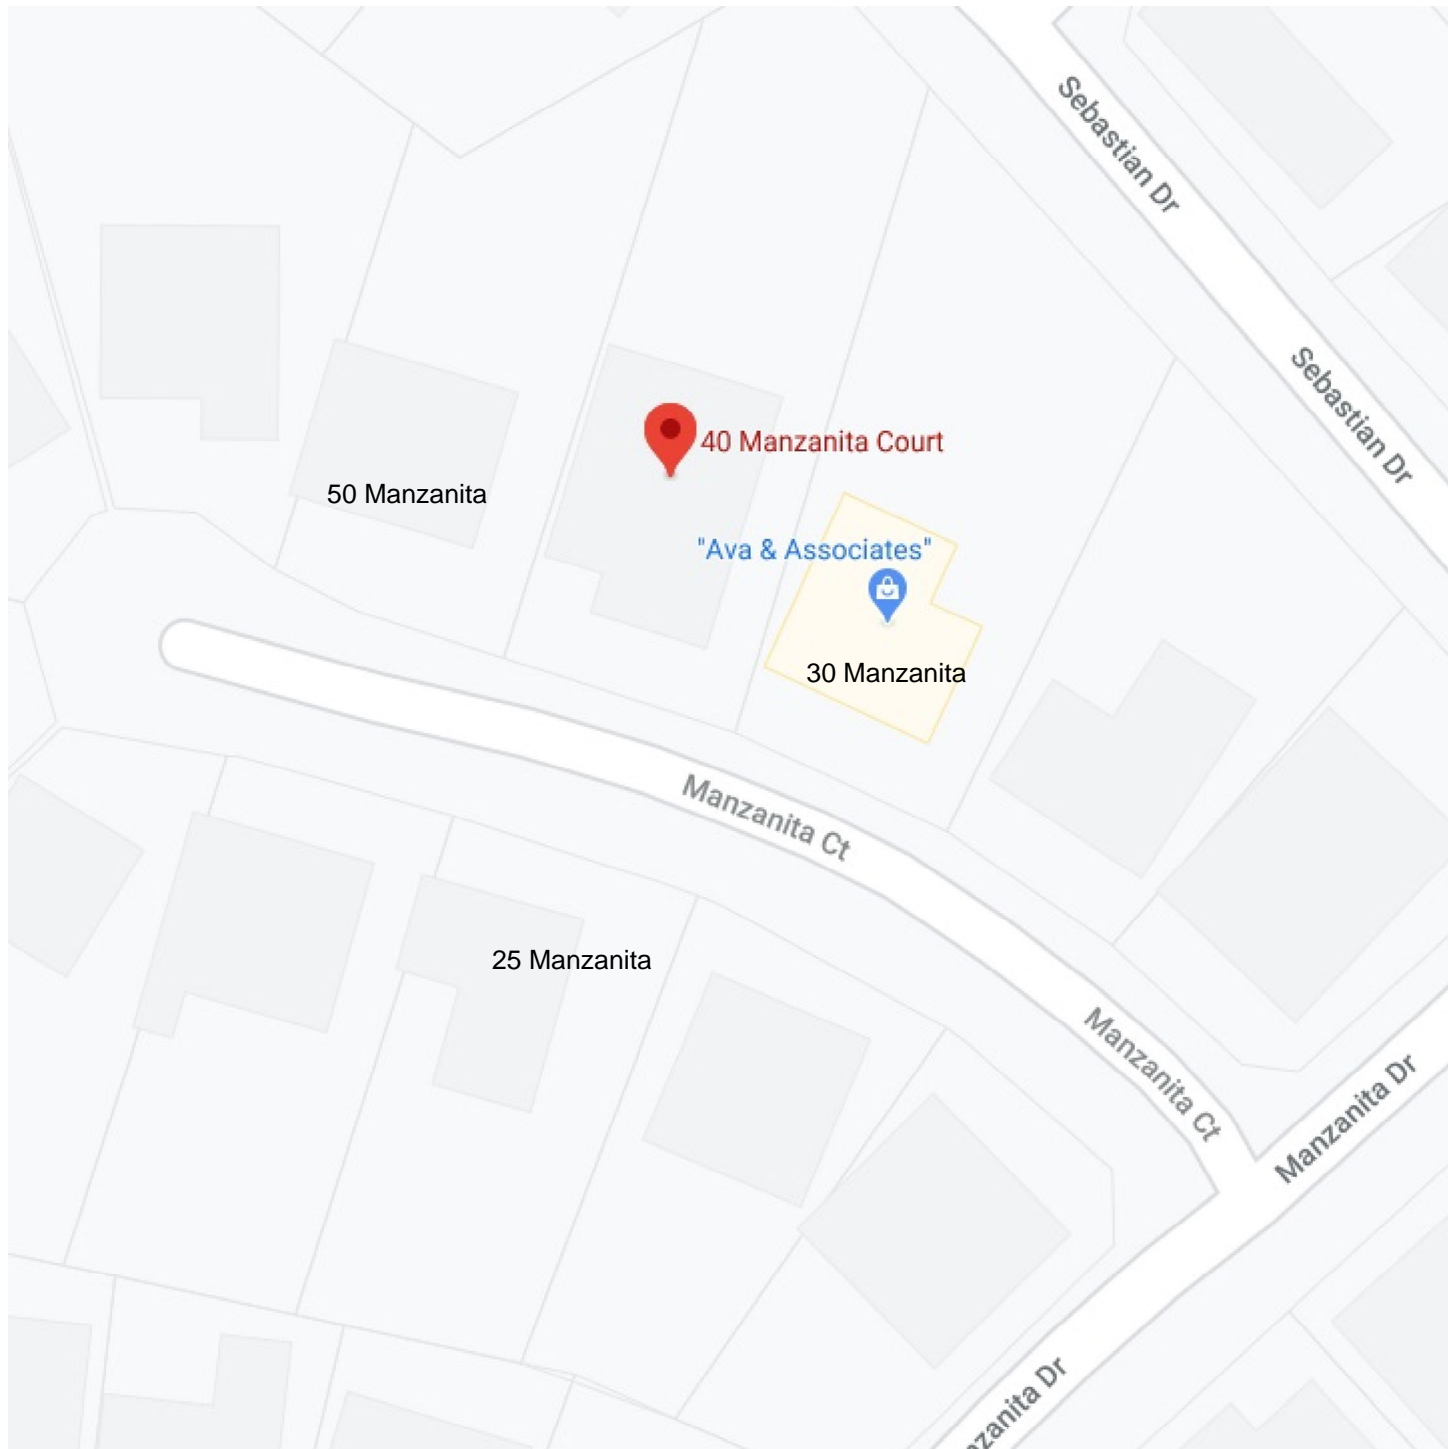 Sebastian Dr
Sebastian Dr
40 Manzanita Court
50 Manzanita
"Ava & Associates"
30 Manzanita
Manzanita Ct
25 Manzanita
Manzanita Ct
Manzanita Dr
zanita Dr